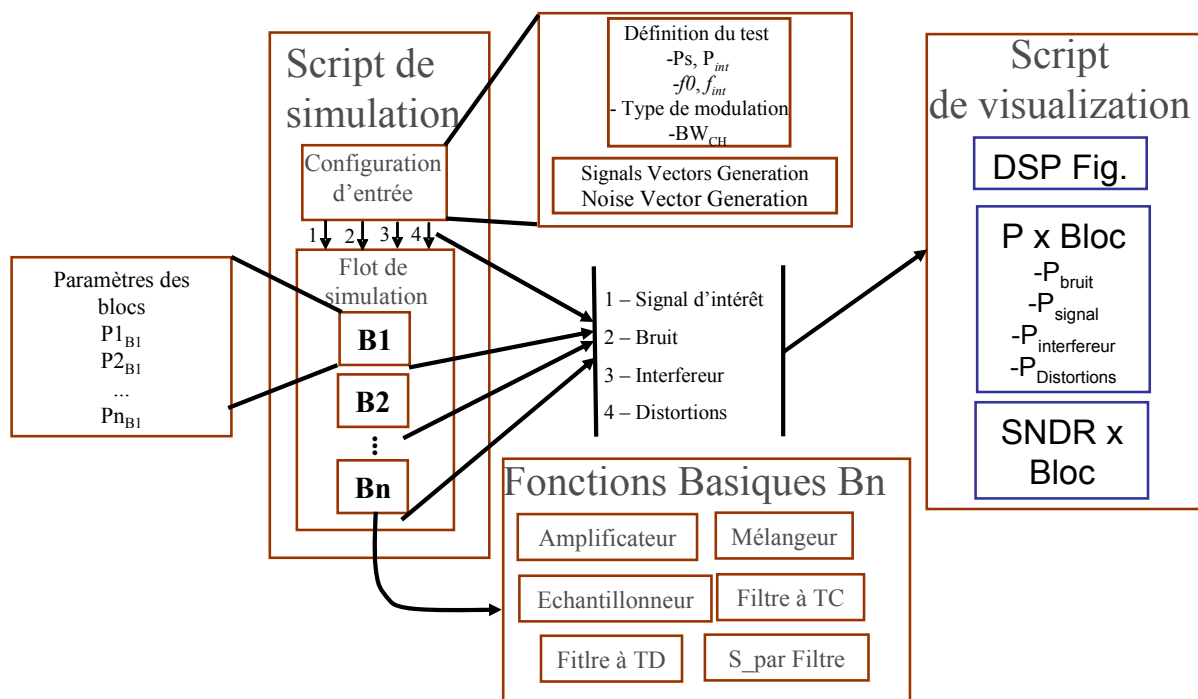 Script de
simulation
Configuration
d'entrée
1 2 3 4
Flot de
simulation
B1
B2
...
Bn
Paramètres des
blocs
P1B1
P2B1
...
PnB1
Définition du test
-Ps, Pint
-f0, fint
- Type de modulation
-BWCH
Signals Vectors Generation
Noise Vector Generation
1 – Signal d'intérêt
2 – Bruit
3 – Interfereur
4 – Distortions
Fonctions Basiques Bn
Amplificateur
Mélangeur
Echantillonneur
Filtre à TC
Fitlre à TD
S_par Filtre
Script
de visualization
DSP Fig.
P x Bloc
-Pbruit
-Psignal
-Pinterfereur
-PDistortions
SNDR x
Bloc